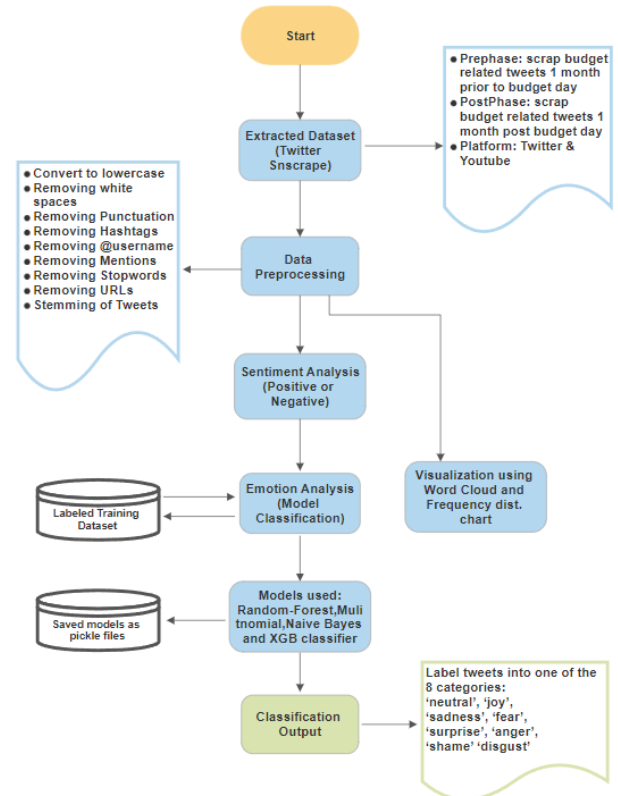 Start
● Prephase: scrap budget
related tweets 1 month
prior to budget day
● PostPhase: scrap
budget related tweets 1
month post budget day
● Platform: Twitter &
Youtube
Extracted Dataset
(Twitter
Snscrape)
● Convert to lowercase
● Removing white
spaces
● Removing Punctuation
● Removing Hashtags
● Removing @username
● Removing Mentions
● Removing Stopwords
● Removing URLs
● Stemming of Tweets
Data
Preprocessing
Sentiment Analysis
(Positive or
Negative)
Emotion Analysis
(Model
Classification)
Labeled Training
Dataset
Visualization using
Word Cloud and
Frequency dist.
chart
Models used:
Random-Forest,Muli
tnomial,Naive Bayes
and XGB classifier
Saved models as
pickle files
Classification
Output
Label tweets into one of the
8 categories:
‘neutral’, ‘joy’,
‘sadness’, ‘fear’,
‘surprise’, ‘anger’,
‘shame’ ‘disgust’